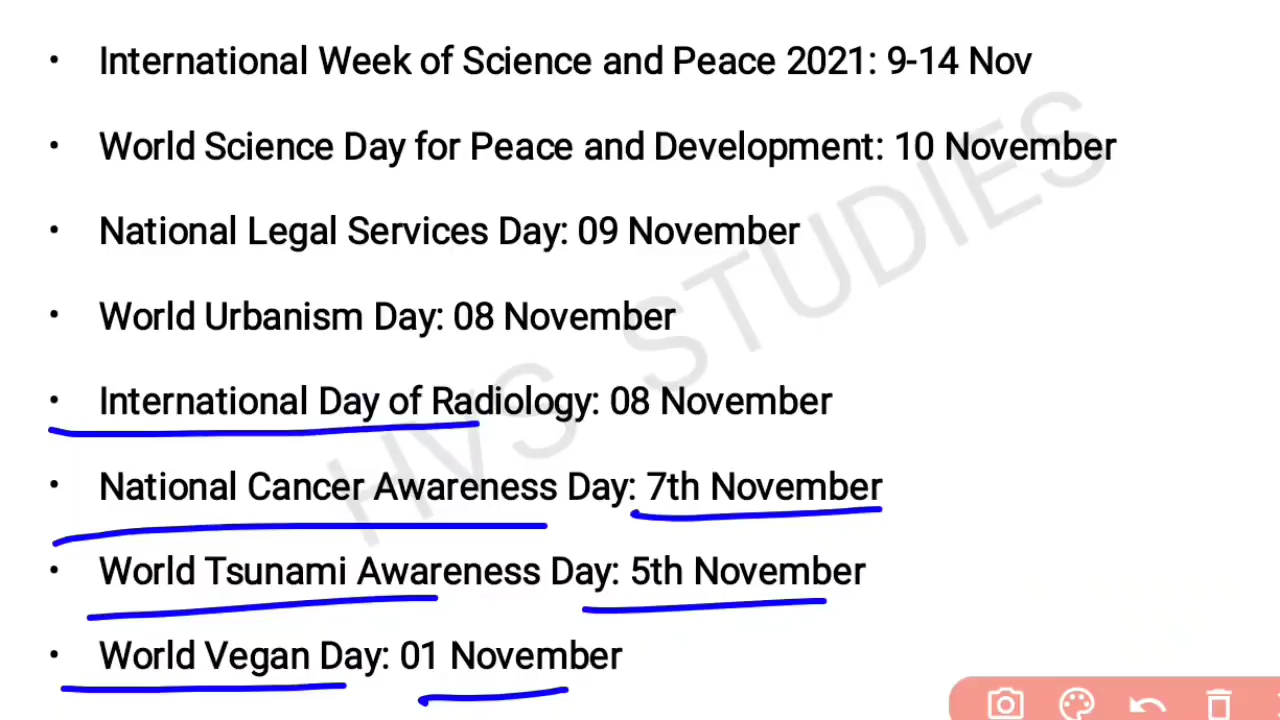 • International Week of Science and Peace 2021: 9-14 Nov
• World Science Day for Peace and Development: 10 November
• National Legal Services Day: 09 November
• World Urbanism Day: 08 November
• International Day of Radiology: 08 November
• National Cancer Awareness Day: 7th November
• World Tsunami Awareness Day: 5th November
• World Vegan Day: 01 November
HVS STUDIES